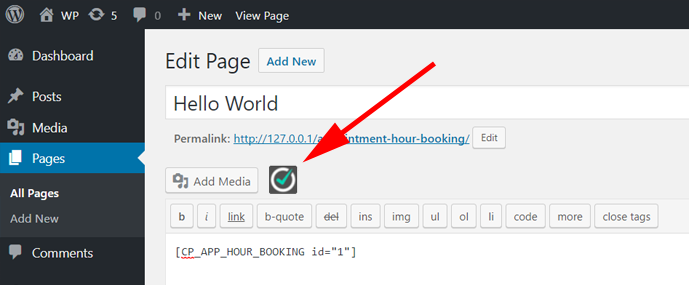 WP 5 0 + New View Page
Dashboard
Posts
Media
Pages
All Pages
Add New
Comments
Edit Page Add New
Hello World
Permalink: http://127.0.0.1/ intment-hour-booking/ Edit
Add Media
b i link b-quote del ins img ul ol li code more close tags
[CP_APP_HOUR_BOOKING id="1"]